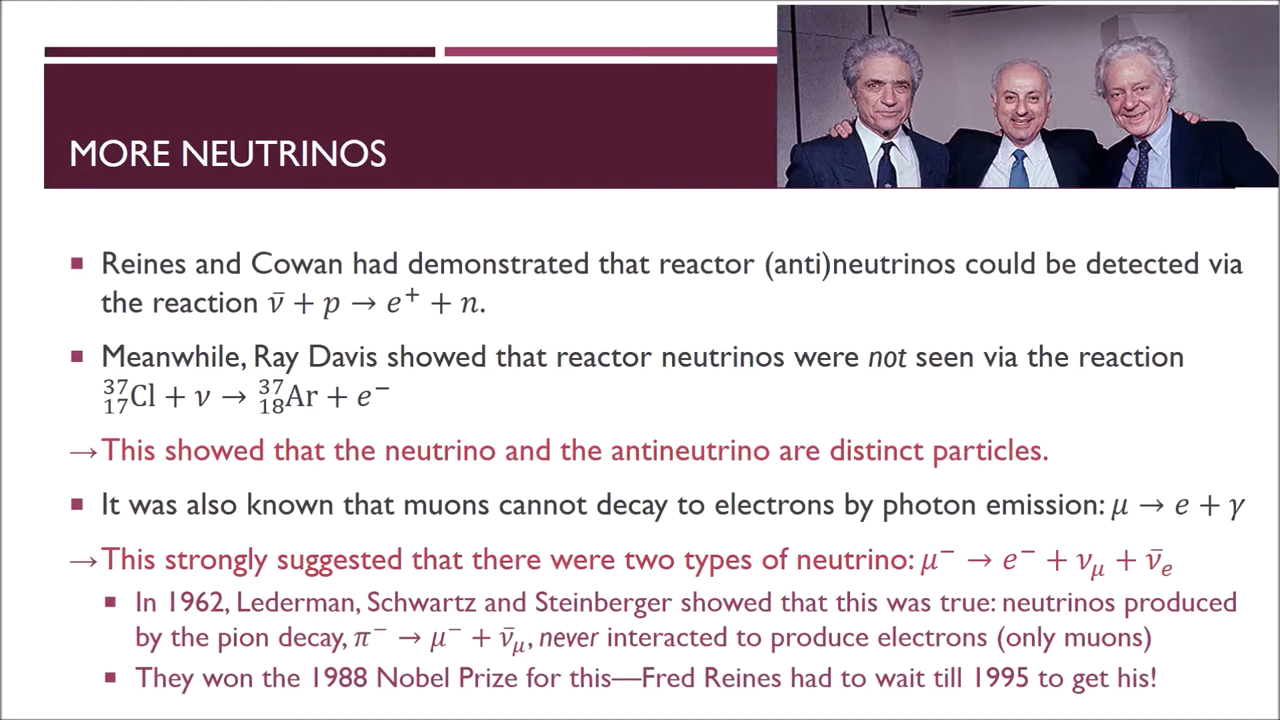 MORE NEUTRINOS
▪ Reines and Cowan had demonstrated that reactor (anti)neutrinos could be detected via
the reaction ν̄ + p → e⁺ + n.
▪ Meanwhile, Ray Davis showed that reactor neutrinos were not seen via the reaction
³⁷₁₇Cl + ν → ³⁷₁₈Ar + e⁻
→ This showed that the neutrino and the antineutrino are distinct particles.
▪ It was also known that muons cannot decay to electrons by photon emission: μ → e + γ
→ This strongly suggested that there were two types of neutrino: μ⁻ → e⁻ + ν_μ + ν̄_e
▪ In 1962, Lederman, Schwartz and Steinberger showed that this was true: neutrinos produced
by the pion decay, π⁻ → μ⁻ + ν̄_μ, never interacted to produce electrons (only muons)
▪ They won the 1988 Nobel Prize for this—Fred Reines had to wait till 1995 to get his!